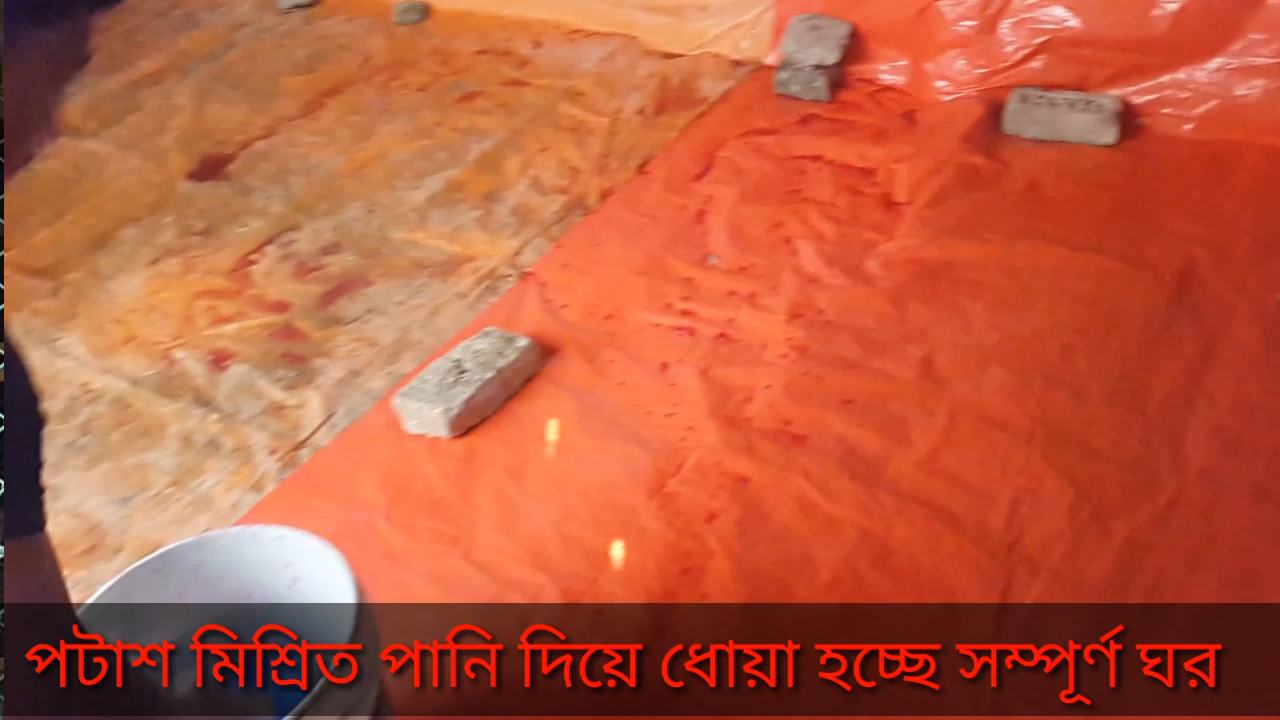 পটাশ মিশ্রিত পানি দিয়ে ধোয়া হচ্ছে সম্পূর্ণ ঘর